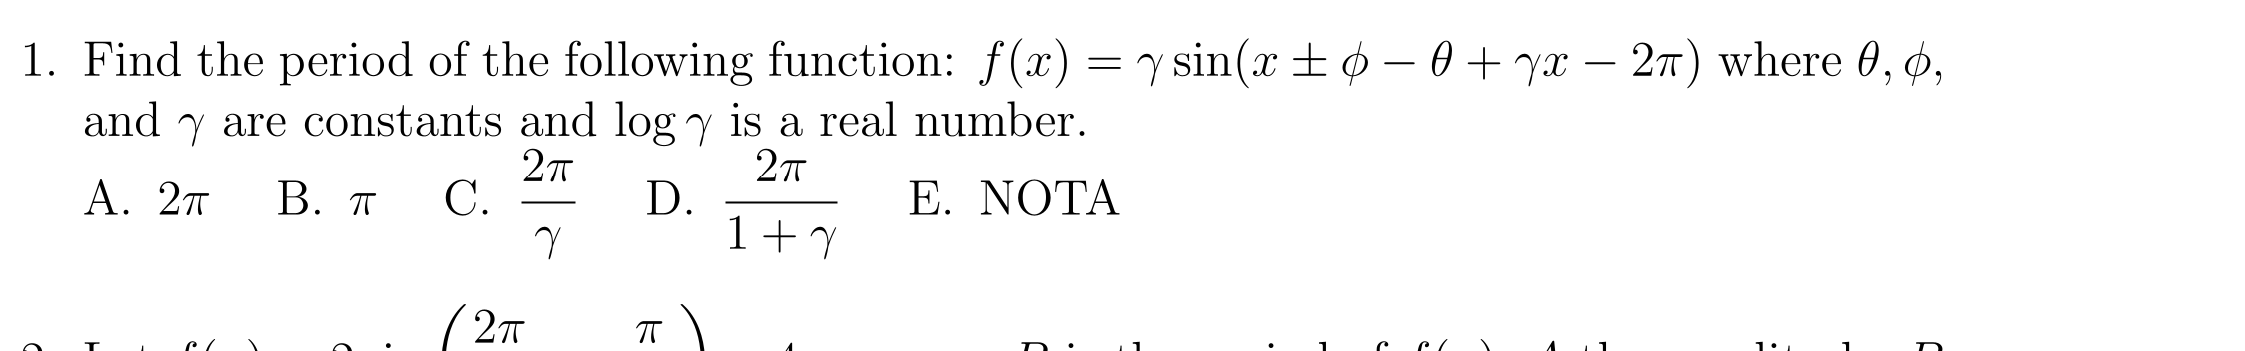 1. Find the period of the following function: f(x) = γ sin(x ± ϕ − θ + γx − 2π) where θ, ϕ,
and γ are constants and log γ is a real number.
A. 2π B. π C. 2π/γ D. 2π/(1 + γ) E. NOTA
(2π π)